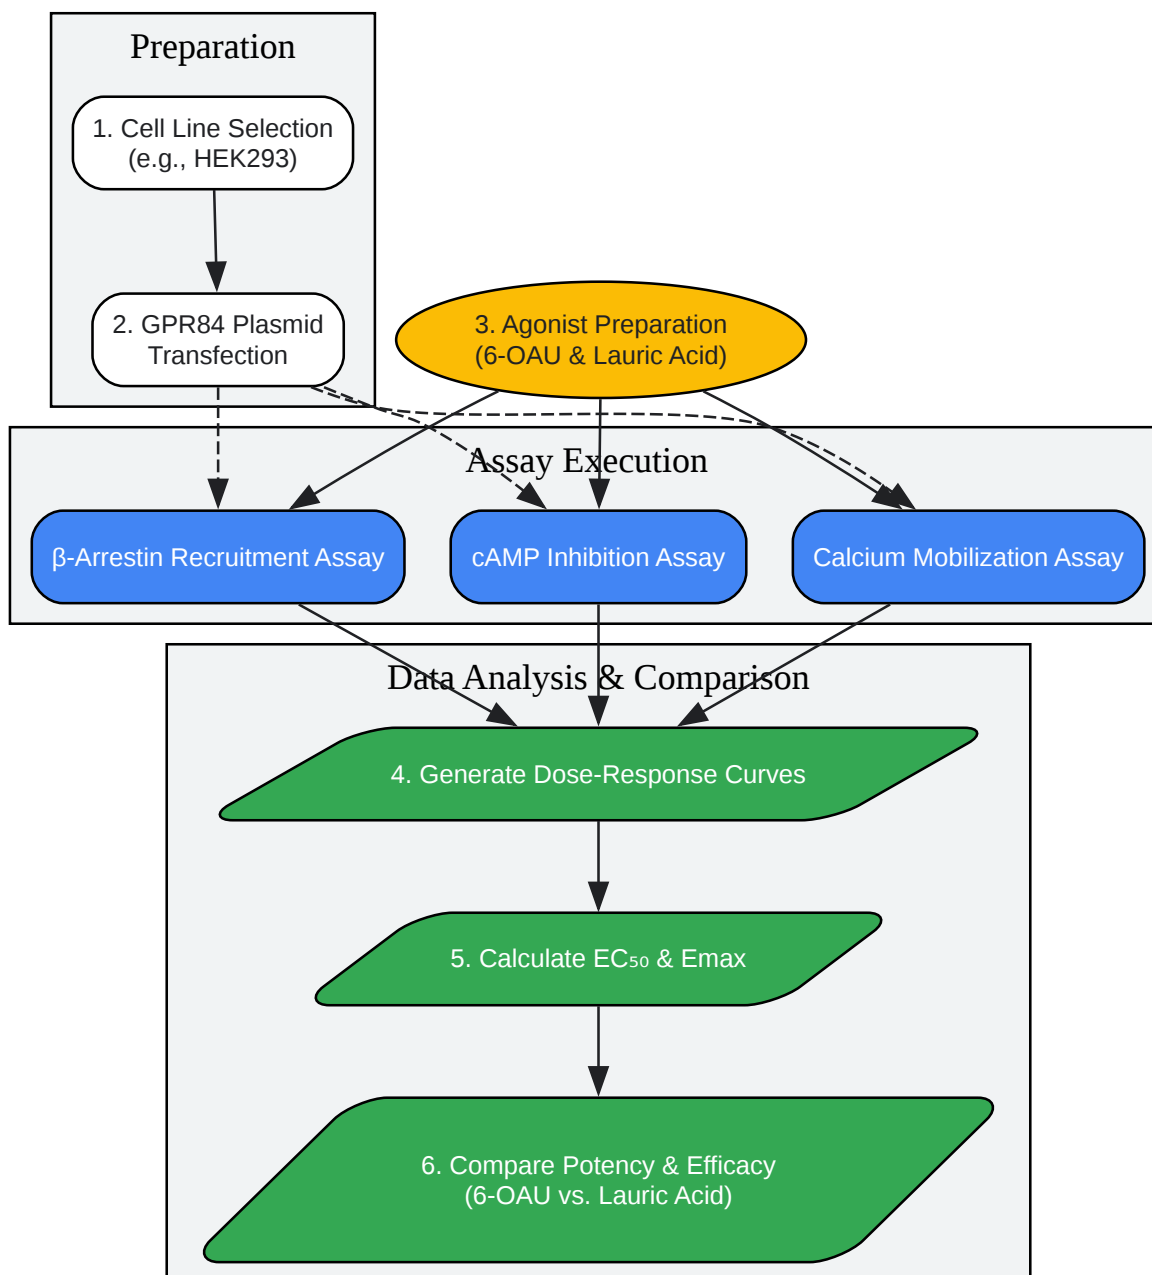 Preparation
1. Cell Line Selection
(e.g., HEK293)
2. GPR84 Plasmid
Transfection
3. Agonist Preparation
(6-OAU & Lauric Acid)
Assay Execution
β-Arrestin Recruitment Assay
cAMP Inhibition Assay
Calcium Mobilization Assay
Data Analysis & Comparison
4. Generate Dose-Response Curves
5. Calculate EC₅₀ & Emax
6. Compare Potency & Efficacy
(6-OAU vs. Lauric Acid)